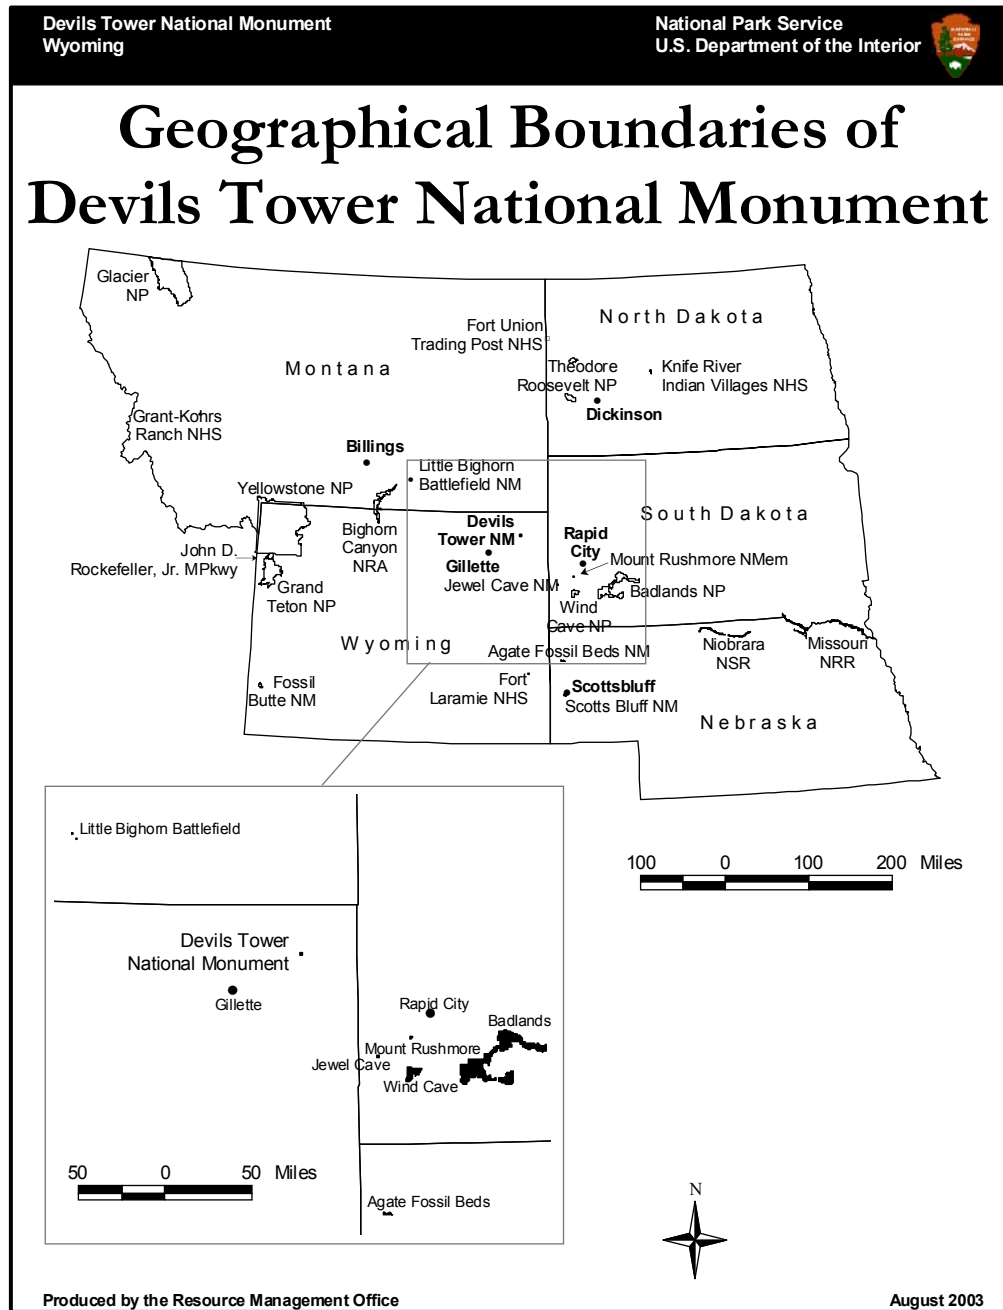 Devils Tower National Monument
Wyoming
National Park Service
U.S. Department of the Interior
Geographical Boundaries of
Devils Tower National Monument
Glacier
NP
Montana
Fort Union
Trading Post NHS
North Dakota
Theodore
Roosevelt NP
Knife River
Indian Villages NHS
Dickinson
Grant-Kohrs
Ranch NHS
Billings
Little Bighorn
Battlefield NM
Yellowstone NP
Bighorn
Canyon
NRA
Devils
Tower NM
Gillette
Jewel Cave NM
South Dakota
Rapid
City
Mount Rushmore NMem
Badlands NP
Wind
Cave NP
John D.
Rockefeller, Jr. MPkwy
Grand
Teton NP
Wyoming
Agate Fossil Beds NM
Niobrara
NSR
Missouri
NRR
Fossil
Butte NM
Fort
Laramie NHS
Scottsbluff
Scotts Bluff NM
Nebraska
Little Bighorn Battlefield
100 0 100 200 Miles
Devils Tower
National Monument
Gillette
Rapid City
Badlands
Mount Rushmore
Jewel Cave
Wind Cave
50 0 50 Miles
Agate Fossil Beds
N
Produced by the Resource Management Office
August 2003